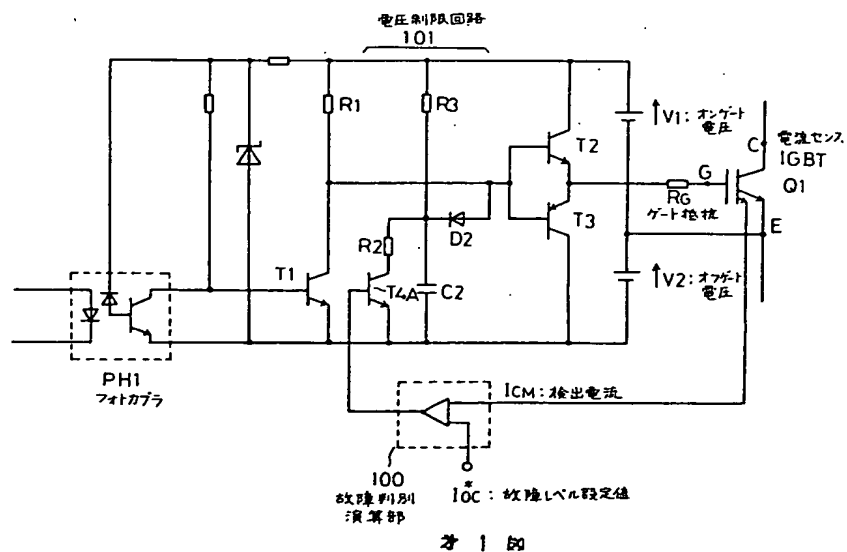 電圧制限回路
101
R1
R3
T2
V1: オンゲート
電圧
C
電流センス
IGBT
Q1
G
RG
ゲート抵抗
D2
T3
E
R2
T1
T4A
C2
V2: オフゲート
電圧
PH1
フォトカプラ
ICM: 検出電流
100
故障判別
演算部
I*OC: 故障レベル設定値
第1図